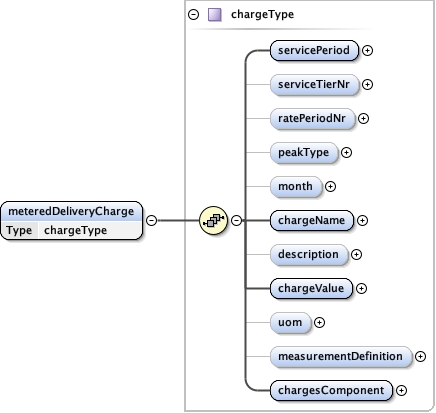 chargeType
servicePeriod
serviceTierNr
ratePeriodNr
peakType
month
meteredDeliveryCharge
Type chargeType
chargeName
description
chargeValue
uom
measurementDefinition
chargesComponent